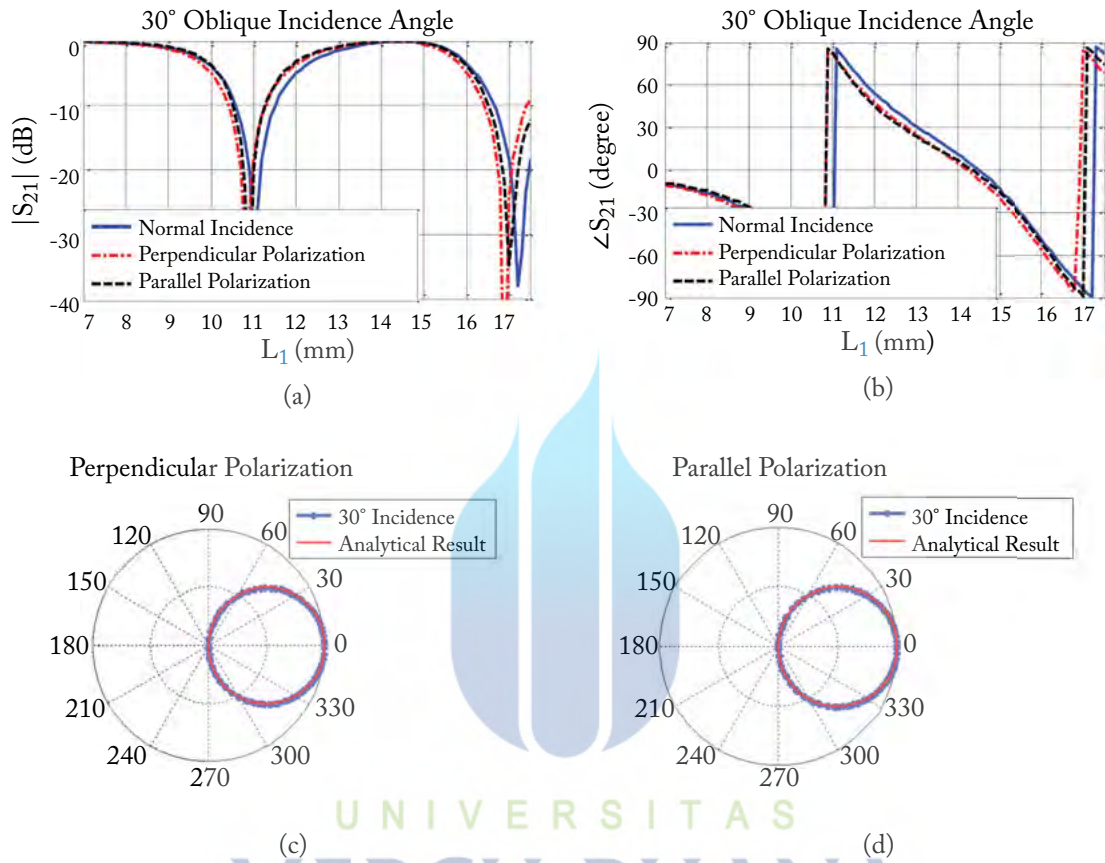 30° Oblique Incidence Angle
|S21| (dB)
0
-10
-20
-30
-40
Normal Incidence
Perpendicular Polarization
Parallel Polarization
7 8 9 10 11 12 13 14 15 16 17
L1 (mm)
(a)
30° Oblique Incidence Angle
∠S21 (degree)
90
60
30
0
-30
-60
-90
Normal Incidence
Perpendicular Polarization
Parallel Polarization
7 8 9 10 11 12 13 14 15 16 17
L1 (mm)
(b)
Perpendicular Polarization
30° Incidence
Analytical Result
90
120 60
150 30
180 0
210 330
240 300
270
(c)
Parallel Polarization
30° Incidence
Analytical Result
90
120 60
150 30
180 0
210 330
240 300
270
(d)
UNIVERSITAS